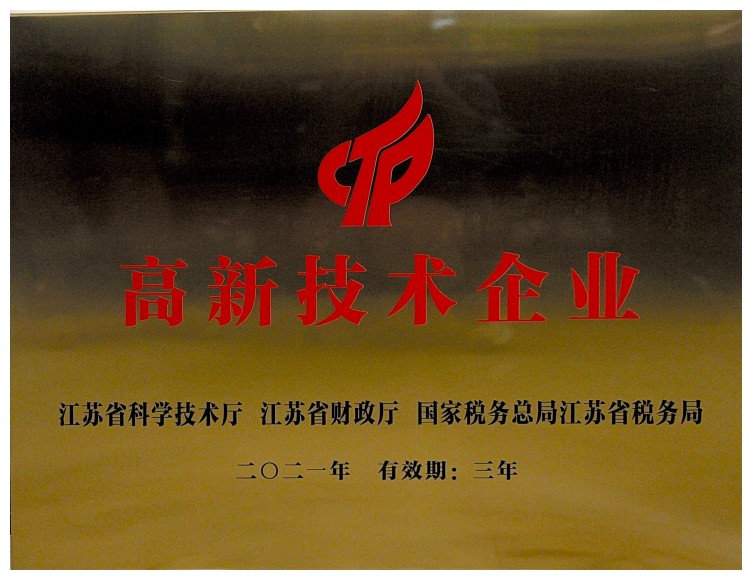 高新技术企业
江苏省科学技术厅 江苏省财政厅 国家税务总局江苏省税务局
二〇二一年 有效期：三年